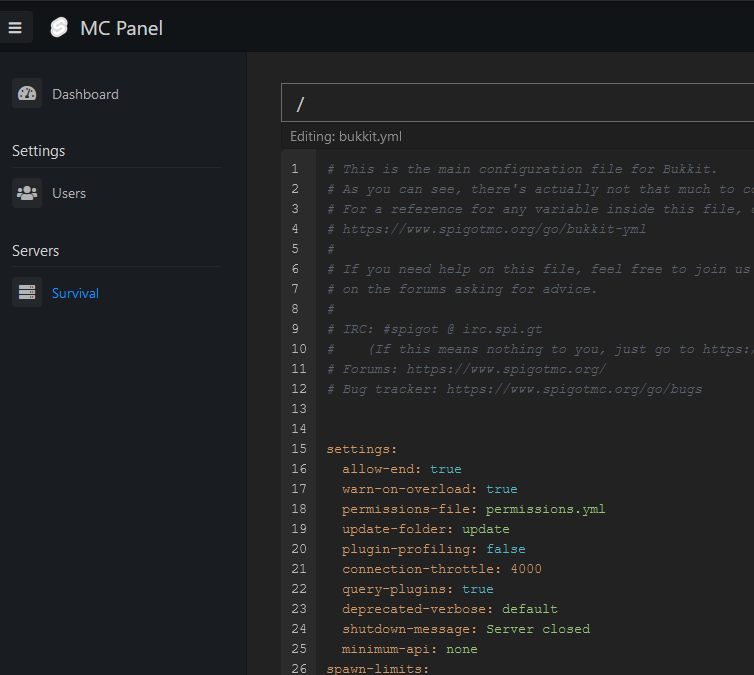 MC Panel
Dashboard
Settings
Users
Servers
Survival
/
Editing: bukkit.yml
1 # This is the main configuration file for Bukkit.
2 # As you can see, there's actually not that much to
3 # For a reference for any variable inside this file,
4 # https://www.spigotmc.org/go/bukkit-yml
5 #
6 # If you need help on this file, feel free to join us
7 # on the forums asking for advice.
8 #
9 # IRC: #spigot @ irc.spi.gt
10 #    (If this means nothing to you, just go to https:/
11 # Forums: https://www.spigotmc.org/
12 # Bug tracker: https://www.spigotmc.org/go/bugs
13
14
15 settings:
16   allow-end: true
17   warn-on-overload: true
18   permissions-file: permissions.yml
19   update-folder: update
20   plugin-profiling: false
21   connection-throttle: 4000
22   query-plugins: true
23   deprecated-verbose: default
24   shutdown-message: Server closed
25   minimum-api: none
26 spawn-limits: